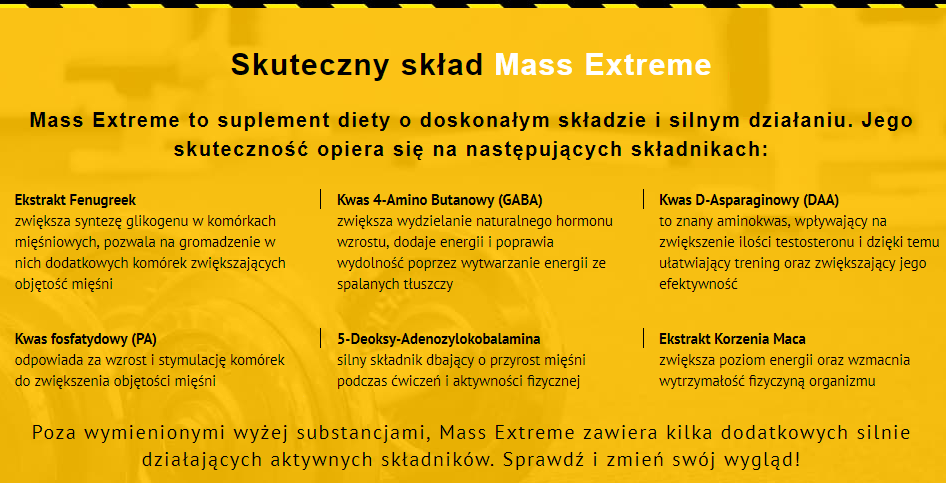 Skuteczny skład Mass Extreme
Mass Extreme to suplement diety o doskonałym składzie i silnym działaniu. Jego
skuteczność opiera się na następujących składnikach:
Ekstrakt Fenugreek
zwiększa syntezę glikogenu w komórkach
mięśniowych, pozwala na gromadzenie w
nich dodatkowych komórek zwiększających
objętość mięśni
Kwas 4-Amino Butanowy (GABA)
zwiększa wydzielanie naturalnego hormonu
wzrostu, dodaje energii i poprawia
wydolność poprzez wytwarzanie energii ze
spalanych tłuszczy
Kwas D-Asparaginowy (DAA)
to znany aminokwas, wpływający na
zwiększenie ilości testosteronu i dzięki temu
ułatwiający trening oraz zwiększający jego
efektywność
Kwas fosfatydowy (PA)
odpowiada za wzrost i stymulację komórek
do zwiększenia objętości mięśni
5-Deoksy-Adenozylokobalamina
silny składnik dbający o przyrost mięśni
podczas ćwiczeń i aktywności fizycznej
Ekstrakt Korzenia Maca
zwiększa poziom energii oraz wzmacnia
wytrzymałość fizyczyną organizmu
Poza wymienionymi wyżej substancjami, Mass Extreme zawiera kilka dodatkowych silnie
działających aktywnych składników. Sprawdź i zmień swój wygląd!